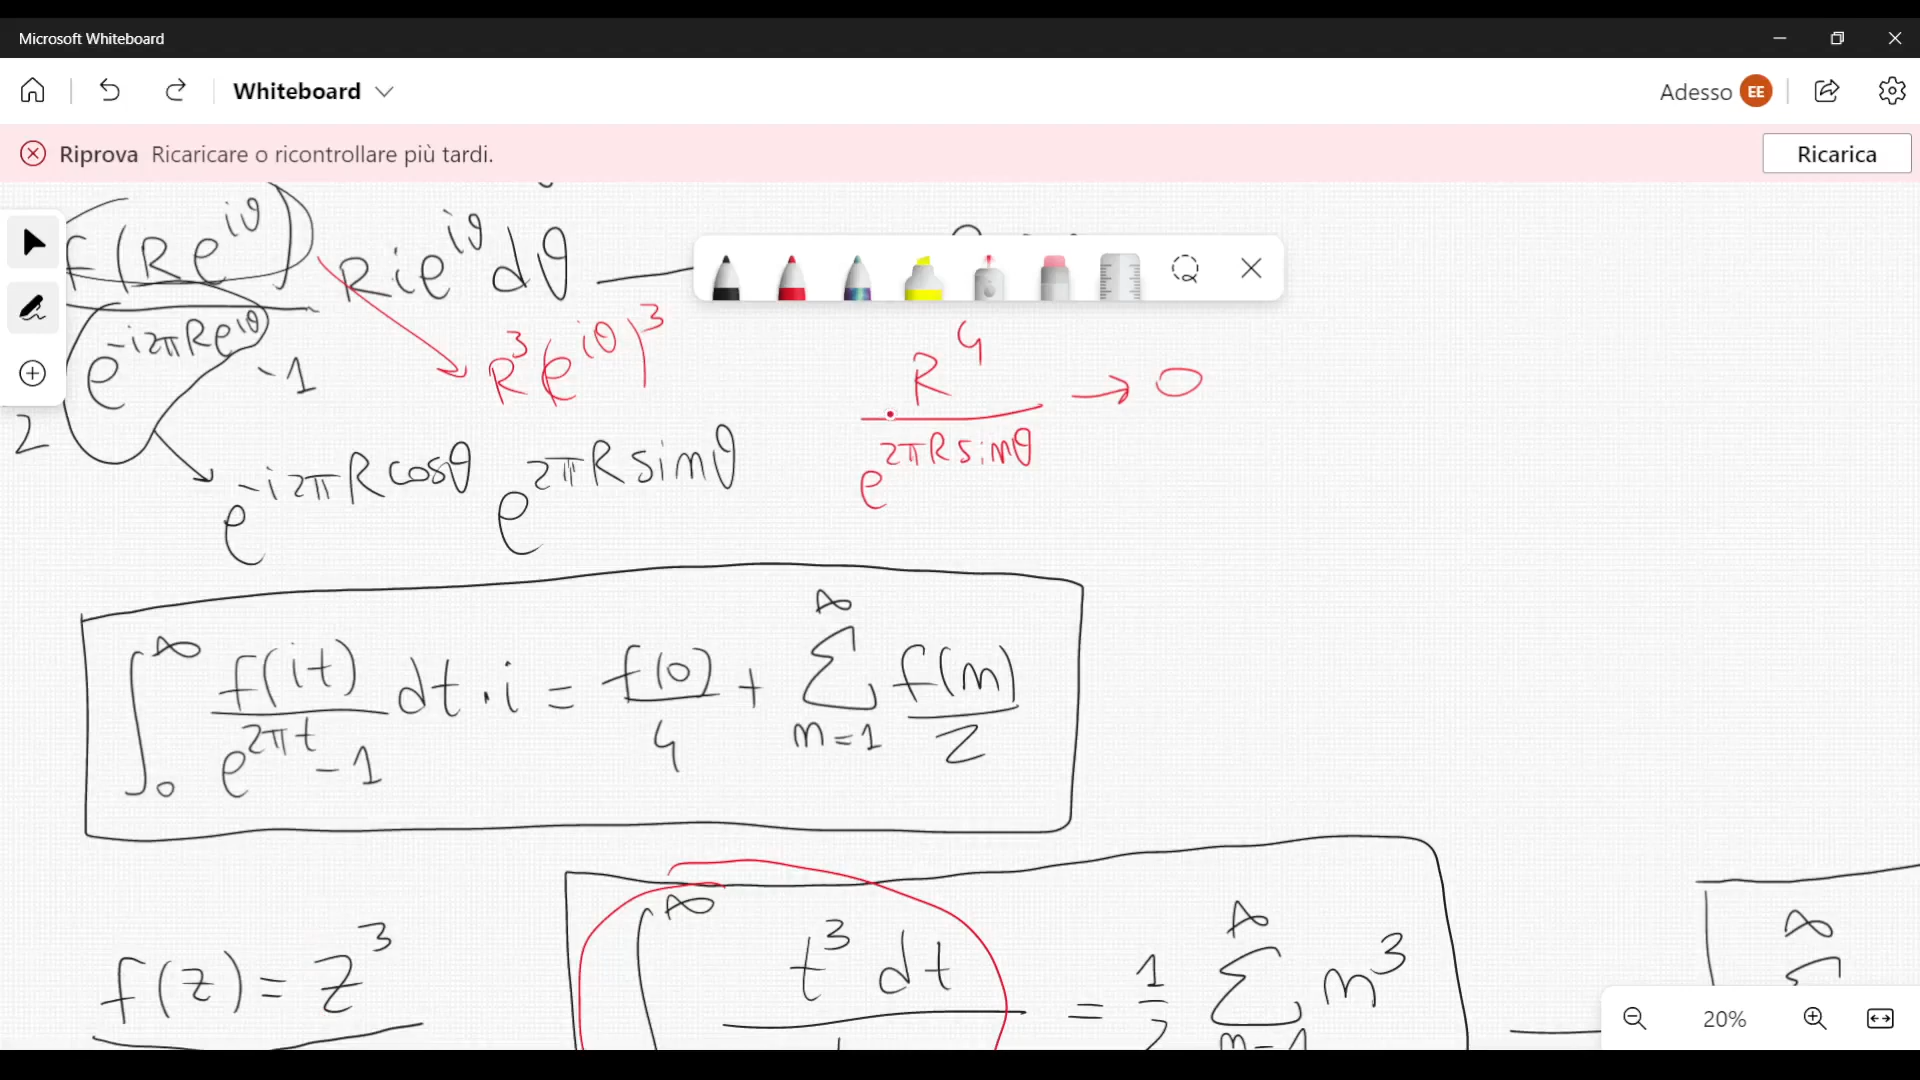 Microsoft Whiteboard
Whiteboard
Adesso EE
Riprova Ricaricare o ricontrollare più tardi.
Ricarica
f(Re^{iθ}) Rie^{iθ} dθ
e^{-i2πRe^{iθ}} -1
R^3(e^{iθ})^3
R^4 / e^{2πR sinθ} → 0
2
e^{-i2πR cosθ} e^{2πR sinθ}
∫_0^∞ f(it) / (e^{2πt} - 1) dt · i = f(0)/4 + ∑_{n=1}^∞ f(n)/2
f(z) = z^3
∞ t^3 dt = 1/2 ∑_{n=1}^∞ n^3
∞
20%